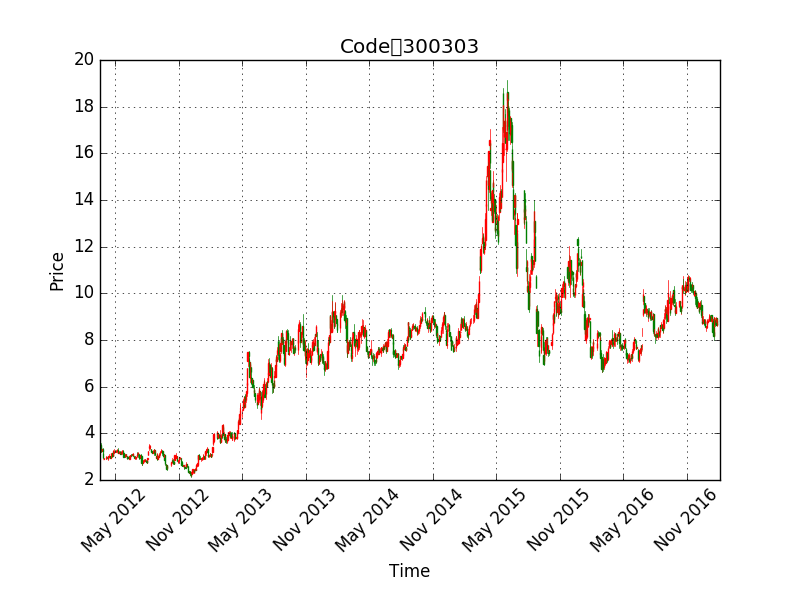 Code▯300303
20
18
16
14
12
10
8
6
4
2
Price
May 2012
Nov 2012
May 2013
Nov 2013
May 2014
Nov 2014
May 2015
Nov 2015
May 2016
Nov 2016
Time